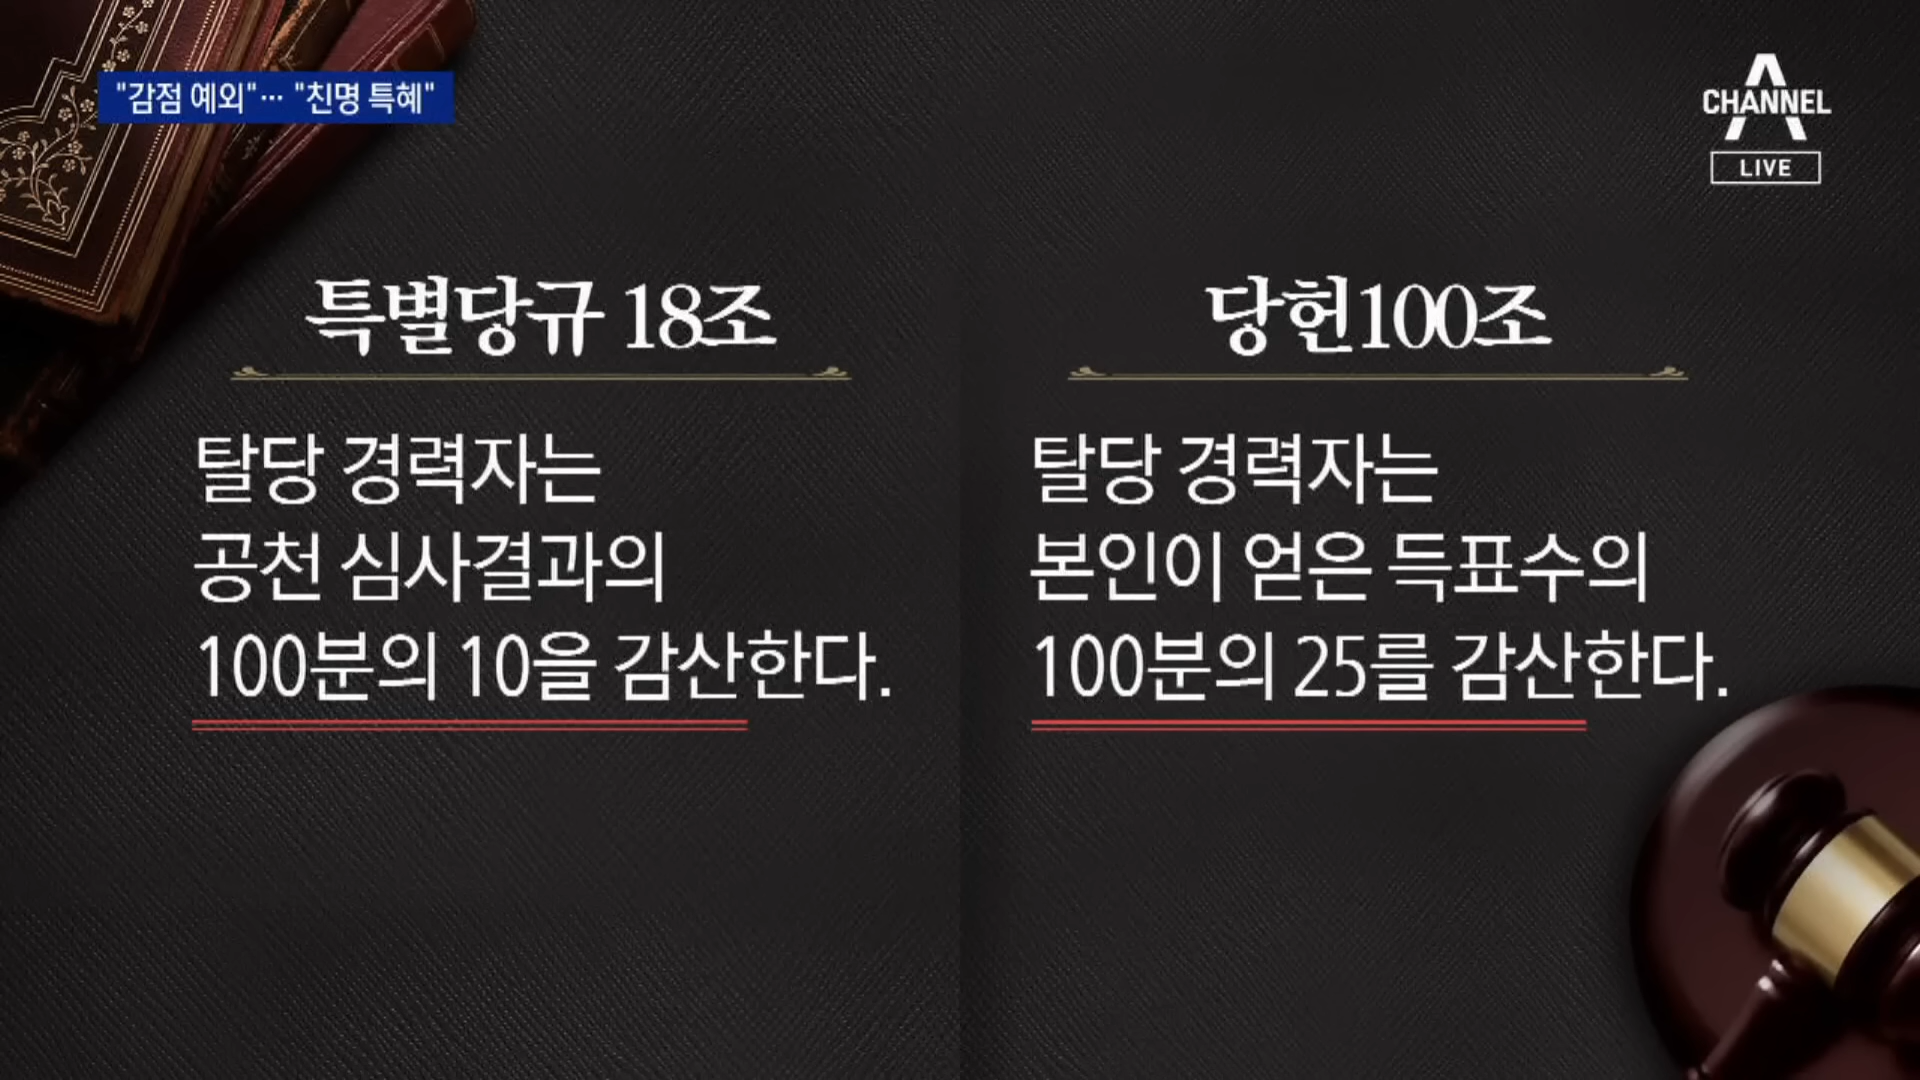 "감점 예외"… "친명 특혜"
CHANNEL A
LIVE
특별당규 18조
탈당 경력자는
공천 심사결과의
100분의 10을 감산한다.
당헌100조
탈당 경력자는
본인이 얻은 득표수의
100분의 25를 감산한다.